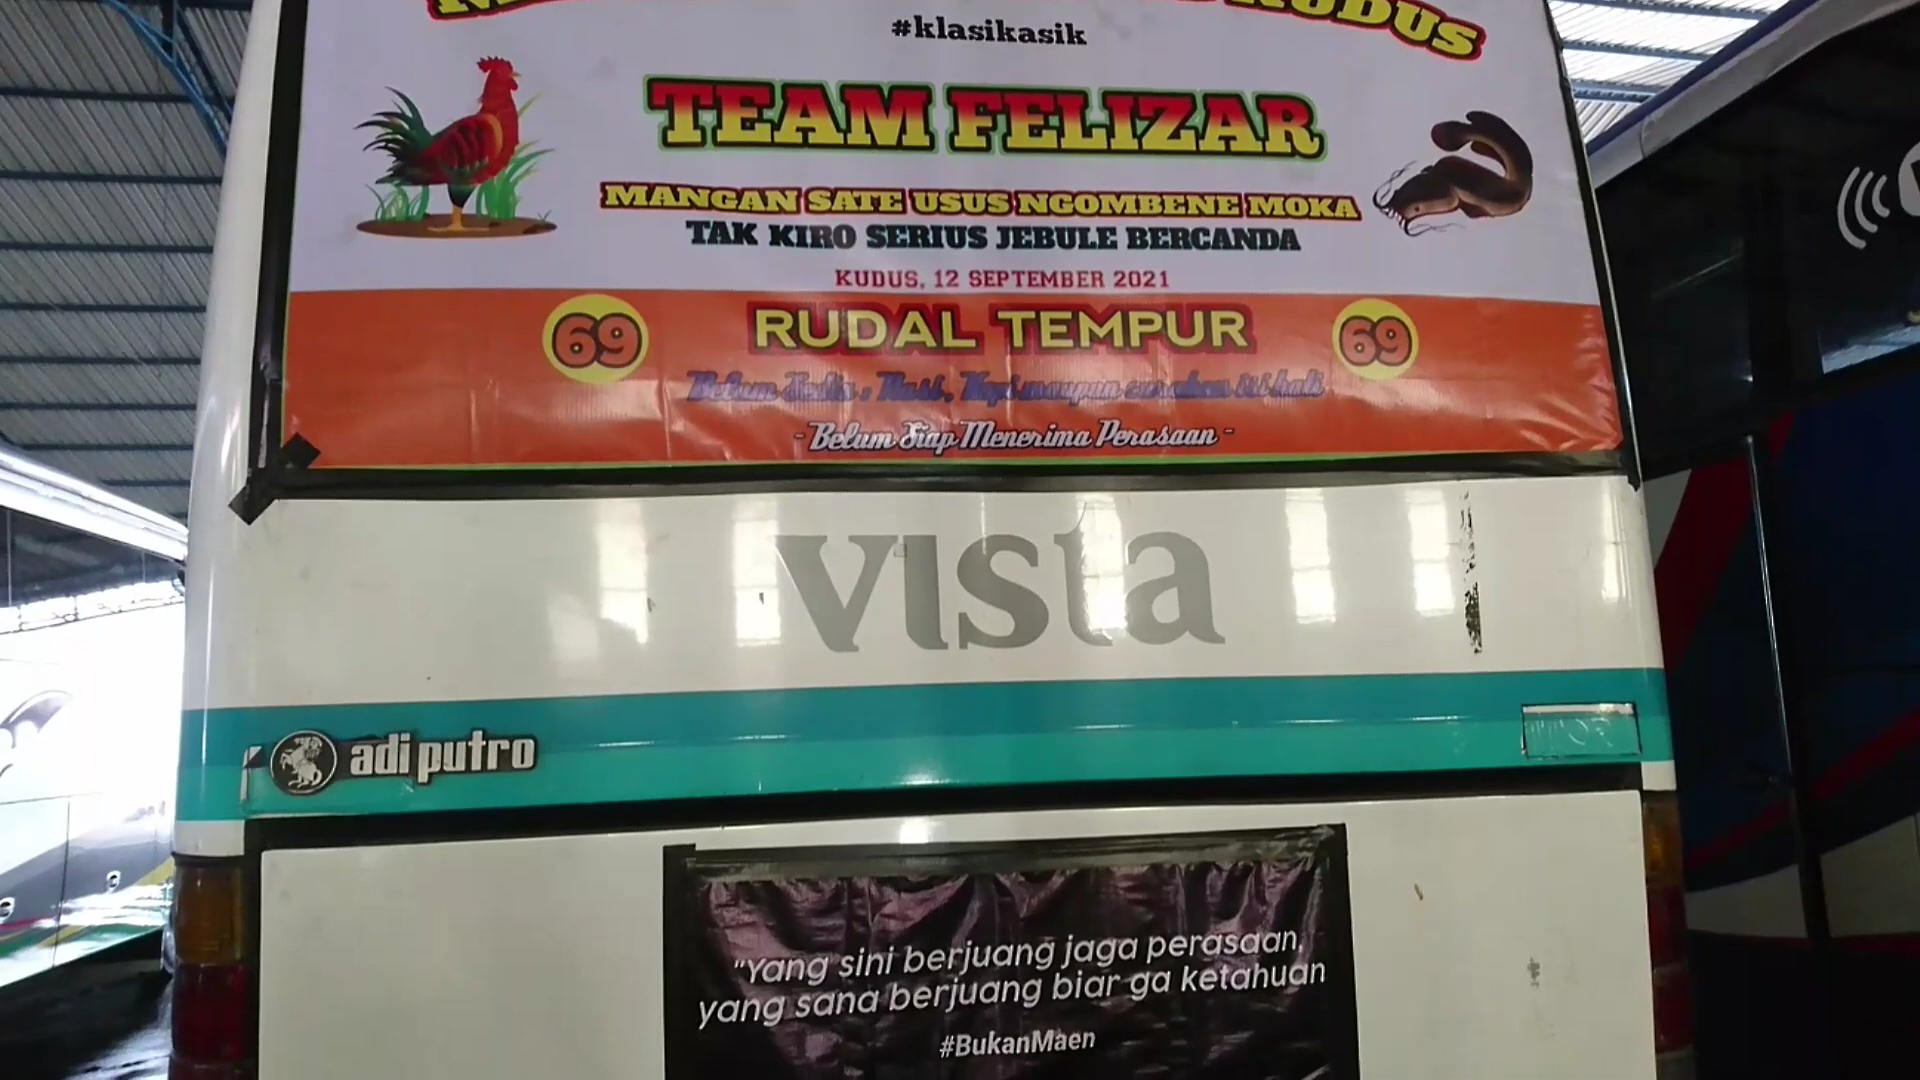 KUDUS
#klasikasik
TEAM FELIZAR
MANGAN SATE USUS NGOMBENE MOKA
TAK KIRO SERIUS JEBULE BERCANDA
KUDUS, 12 SEPTEMBER 2021
69 RUDAL TEMPUR 69
- Belum Siap Menerima Perasaan -
vista
adiputro
"Yang sini berjuang jaga perasaan,
yang sana berjuang biar ga ketahuan
#BukanMaen